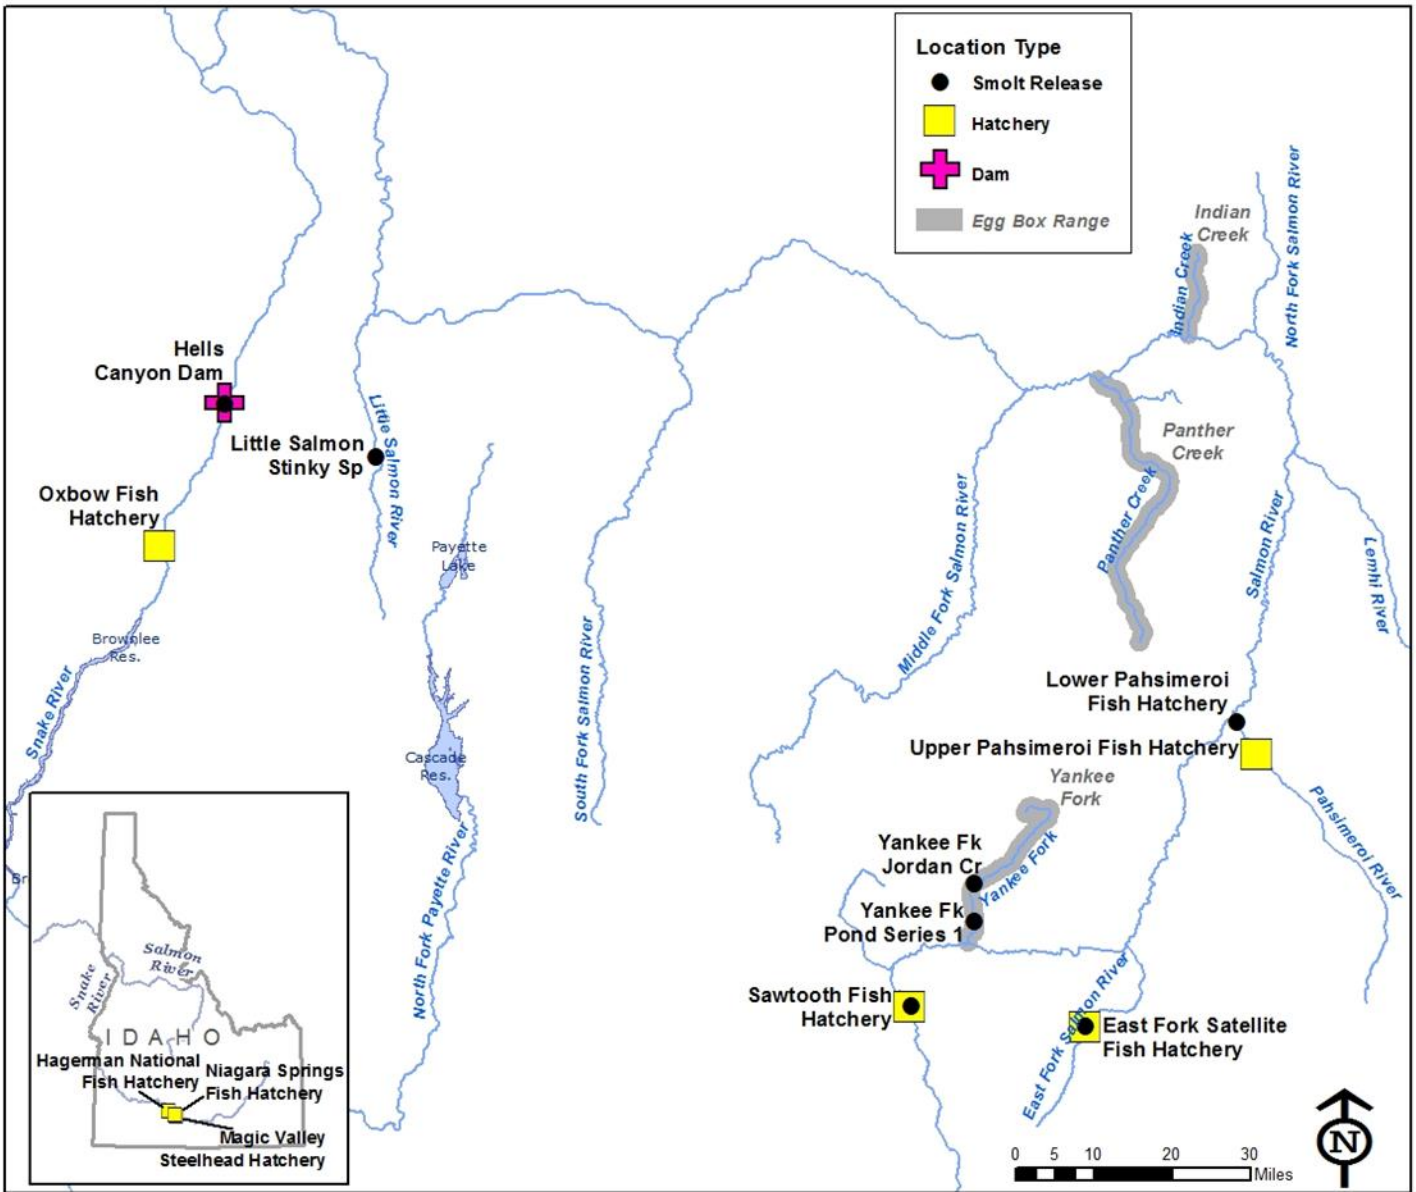 Location Type
Smolt Release
Hatchery
Dam
Egg Box Range
Indian
Creek
Indian Creek
North Fork Salmon River
Hells
Canyon Dam
Little Salmon
Stinky Sp
Little Salmon River
Oxbow Fish
Hatchery
Panther
Creek
Panther Creek
Payette
Lake
Middle Fork Salmon River
Salmon River
Lemhi River
Brownlee
Res.
Snake River
South Fork Salmon River
Lower Pahsimeroi
Fish Hatchery
Upper Pahsimeroi Fish Hatchery
Cascade
Res.
Yankee
Fork
Pahsimeroi River
Yankee Fk
Jordan Cr
Yankee Fork
Yankee Fk
Pond Series 1
Br
North Fork Payette River
Sawtooth Fish
Hatchery
East Fork Salmon River
East Fork Satellite
Fish Hatchery
Salmon
River
Snake
River
IDAHO
Hagerman National
Fish Hatchery
Niagara Springs
Fish Hatchery
Magic Valley
Steelhead Hatchery
0 5 10 20 30
Miles
N